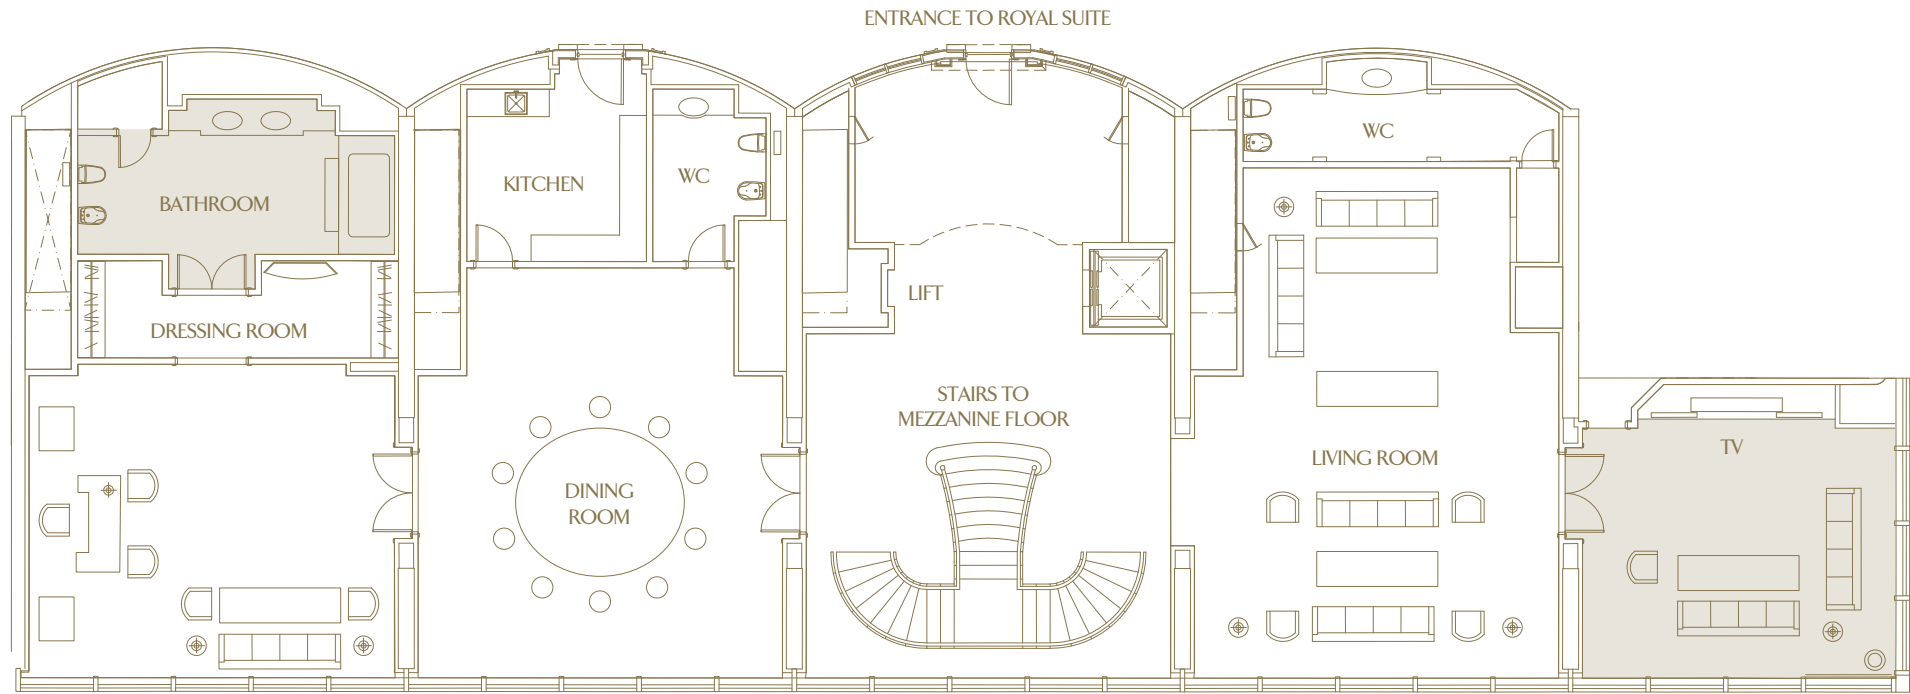 ENTRANCE TO ROYAL SUITE
WC
KITCHEN
WC
BATHROOM
LIFT
DRESSING ROOM
STAIRS TO
MEZZANINE FLOOR
TV
LIVING ROOM
DINING
ROOM